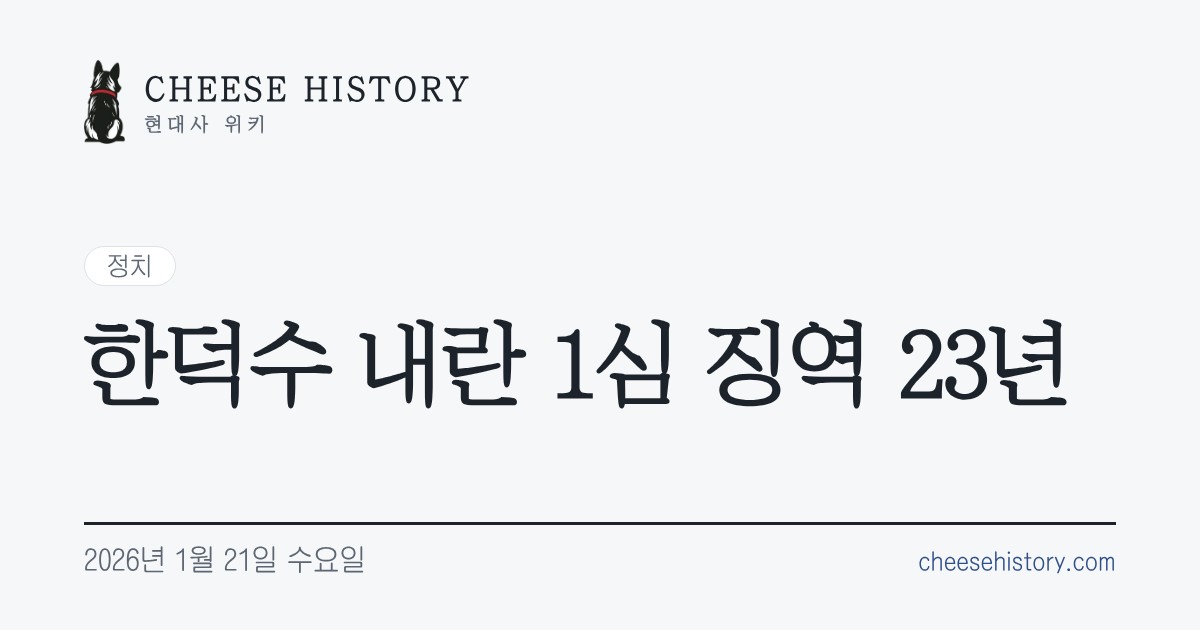 CHEESE HISTORY
현대사 위키
정치
한덕수 내란 1심 징역 23년
2026년 1월 21일 수요일
cheesehistory.com